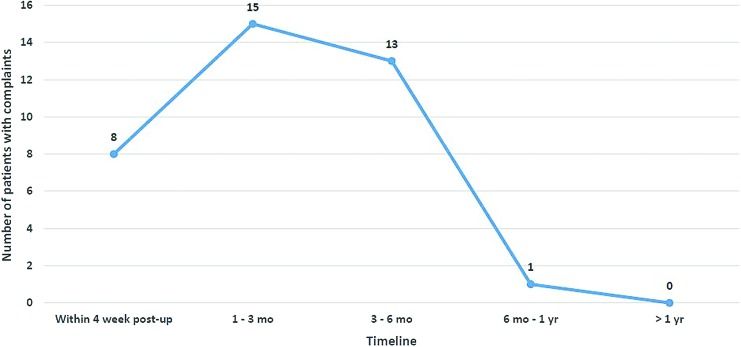 Number of patients with complaints
16
14
12
10
8
6
4
2
0
8
15
13
1
0
Within 4 week post-up
1 - 3 mo
3 - 6 mo
6 mo - 1 yr
> 1 yr
Timeline